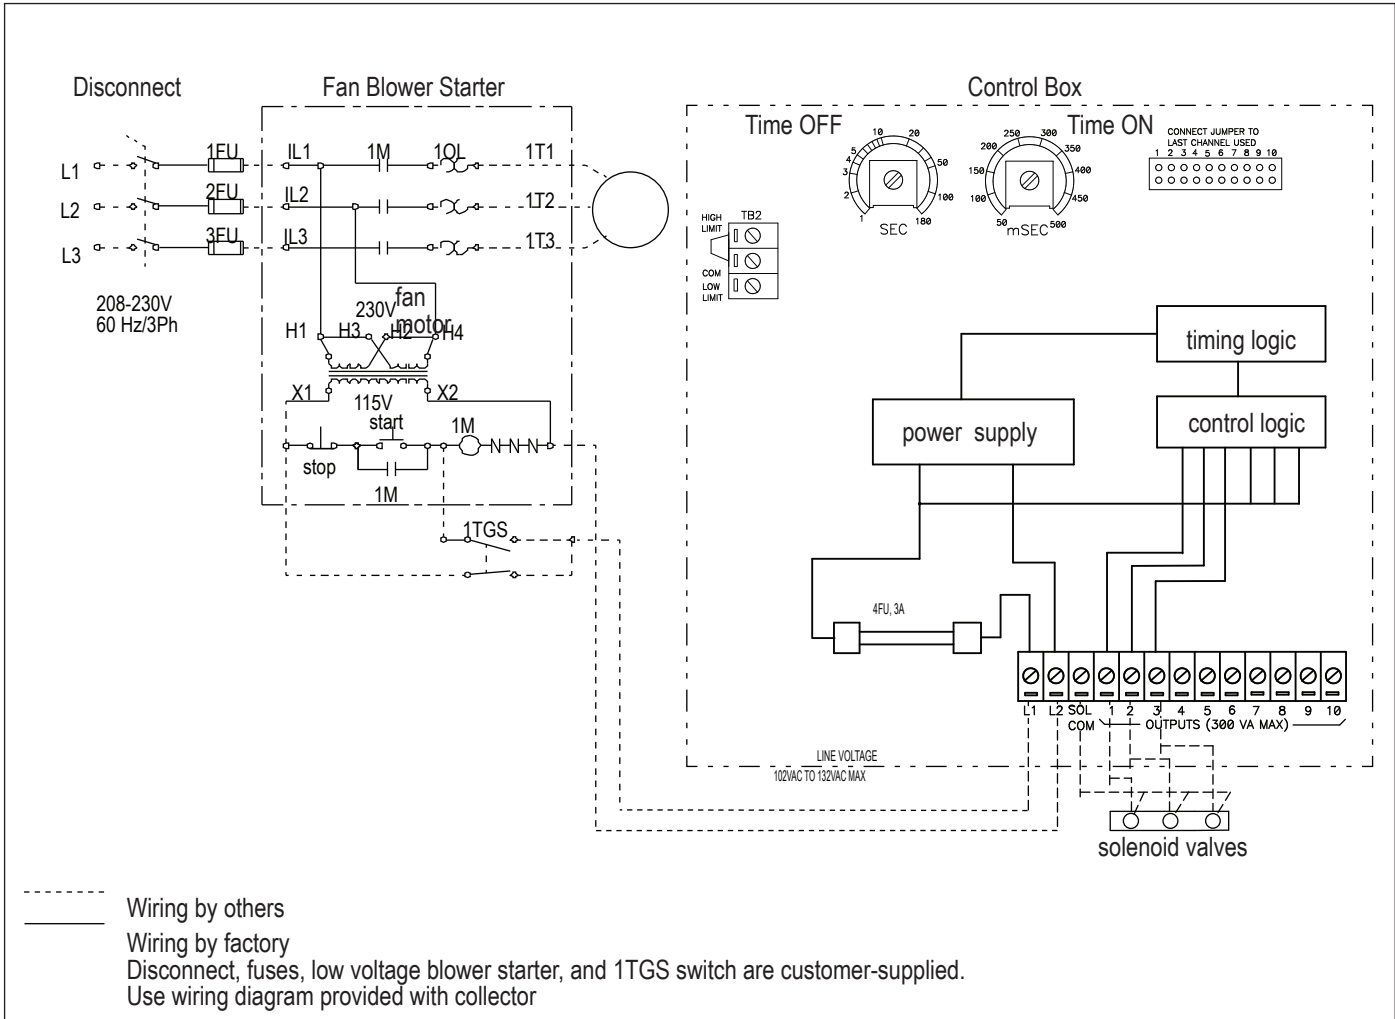 Disconnect
Fan Blower Starter
Control Box
Time OFF
Time ON
CONNECT JUMPER TO
LAST CHANNEL USED
1 2 3 4 5 6 7 8 9 10
1 2 3 4 5 10 20 50 100 180
SEC
50 100 150 200 250 300 350 400 450 500
mSEC
L1
1FU
IL1
1M
1OL
1T1
L2
2FU
IL2
1T2
L3
3FU
IL3
1T3
HIGH
LIMIT
TB2
COM
LOW
LIMIT
208-230V
60 Hz/3Ph
230V
fan
motor
H1
H3
H2
H4
timing logic
X1
X2
115V
start
1M
stop
1M
power supply
control logic
1TGS
4FU, 3A
L1 L2 SOL 1 2 3 4 5 6 7 8 9 10
COM
OUTPUTS (300 VA MAX)
LINE VOLTAGE
102VAC TO 132VAC MAX
solenoid valves
Wiring by others
Wiring by factory
Disconnect, fuses, low voltage blower starter, and 1TGS switch are customer-supplied.
Use wiring diagram provided with collector